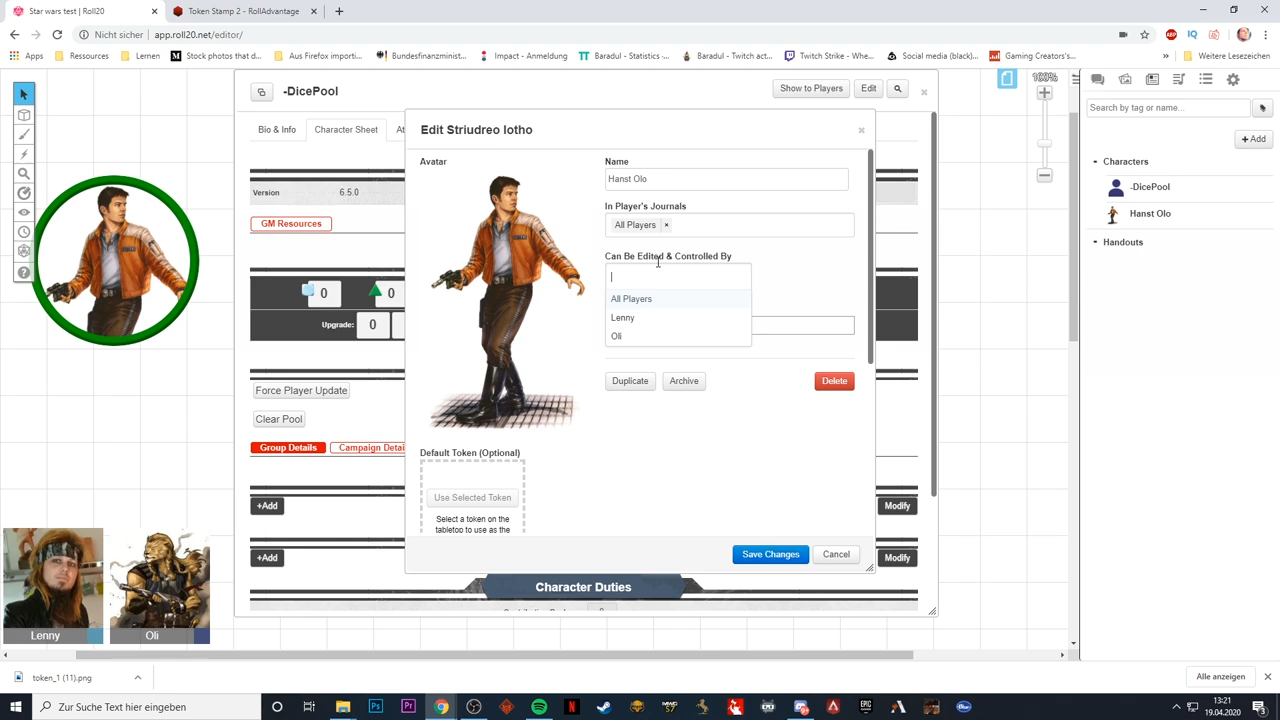 Star wars test | Roll20
Token Stamp 2 - RollAdvantage
Nicht sicher | app.roll20.net/editor/
Apps
Ressources
Lernen
Stock photos that d...
Aus Firefox importi...
Bundesfinanzminist...
Impact - Anmeldung
Baradul - Statistics -...
Baradul - Twitch act...
Twitch Strike - Whe...
Social media (black)...
Gaming Creator's...
Weitere Lesezeichen
-DicePool
Show to Players
Edit
100%
Bio & Info
Character Sheet
Edit Striudreo lotho
Search by tag or name...
+ Add
Avatar
Name
Characters
Hanst Olo
-DicePool
Version
6.5.0
In Player's Journals
Hanst Olo
GM Resources
All Players
Handouts
Can Be Edited & Controlled By
0
0
All Players
Upgrade:
0
Lenny
Oli
Duplicate
Archive
Delete
Force Player Update
Clear Pool
Group Details
Campaign Detai
Default Token (Optional)
Use Selected Token
+Add
Modify
Select a token on the
tabletop to use as the
Save Changes
Cancel
+Add
Modify
Character Duties
Lenny
Oli
token_1 (11).png
Alle anzeigen
Zur Suche Text hier eingeben
13:21
19.04.2020